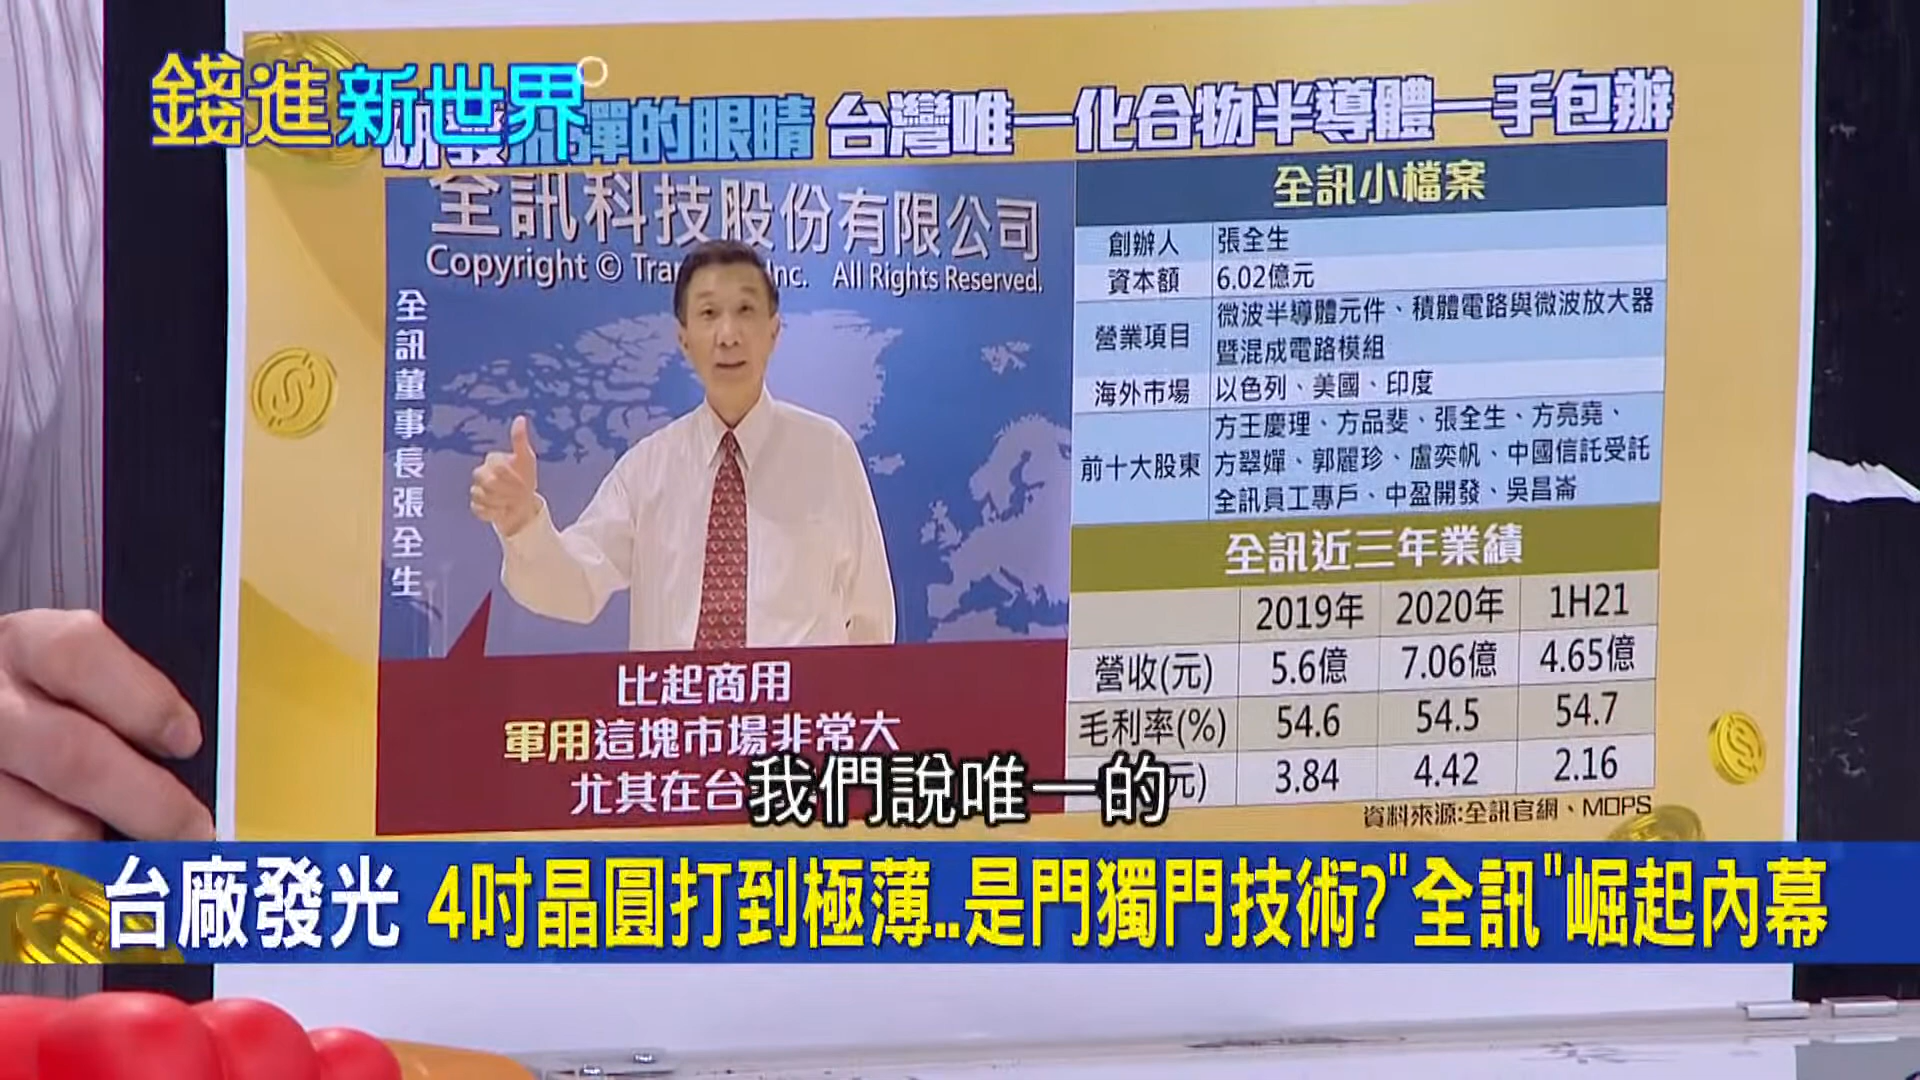 錢進新世界
彈的眼睛 台灣唯一化合物半導體一手包辦
全訊科技股份有限公司
Copyright © Tra Inc. All Rights Reserved.
全訊董事長張全生
比起商用
軍用這塊市場非常大
尤其在台
全訊小檔案
創辦人 張全生
資本額 6.02億元
營業項目 微波半導體元件、積體電路與微波放大器
暨混成電路模組
海外市場 以色列、美國、印度
前十大股東 方王慶理、方品斐、張全生、方亮堯、
方翠嬋、郭麗珍、盧奕帆、中國信託受託
全訊員工專戶、中盈開發、吳昌崙
全訊近三年業績
2019年 2020年 1H21
營收(元) 5.6億 7.06億 4.65億
毛利率(%) 54.6 54.5 54.7
元) 3.84 4.42 2.16
資料來源:全訊官網、MOPS
我們說唯一的
台廠發光 4吋晶圓打到極薄..是門獨門技術?"全訊"崛起內幕